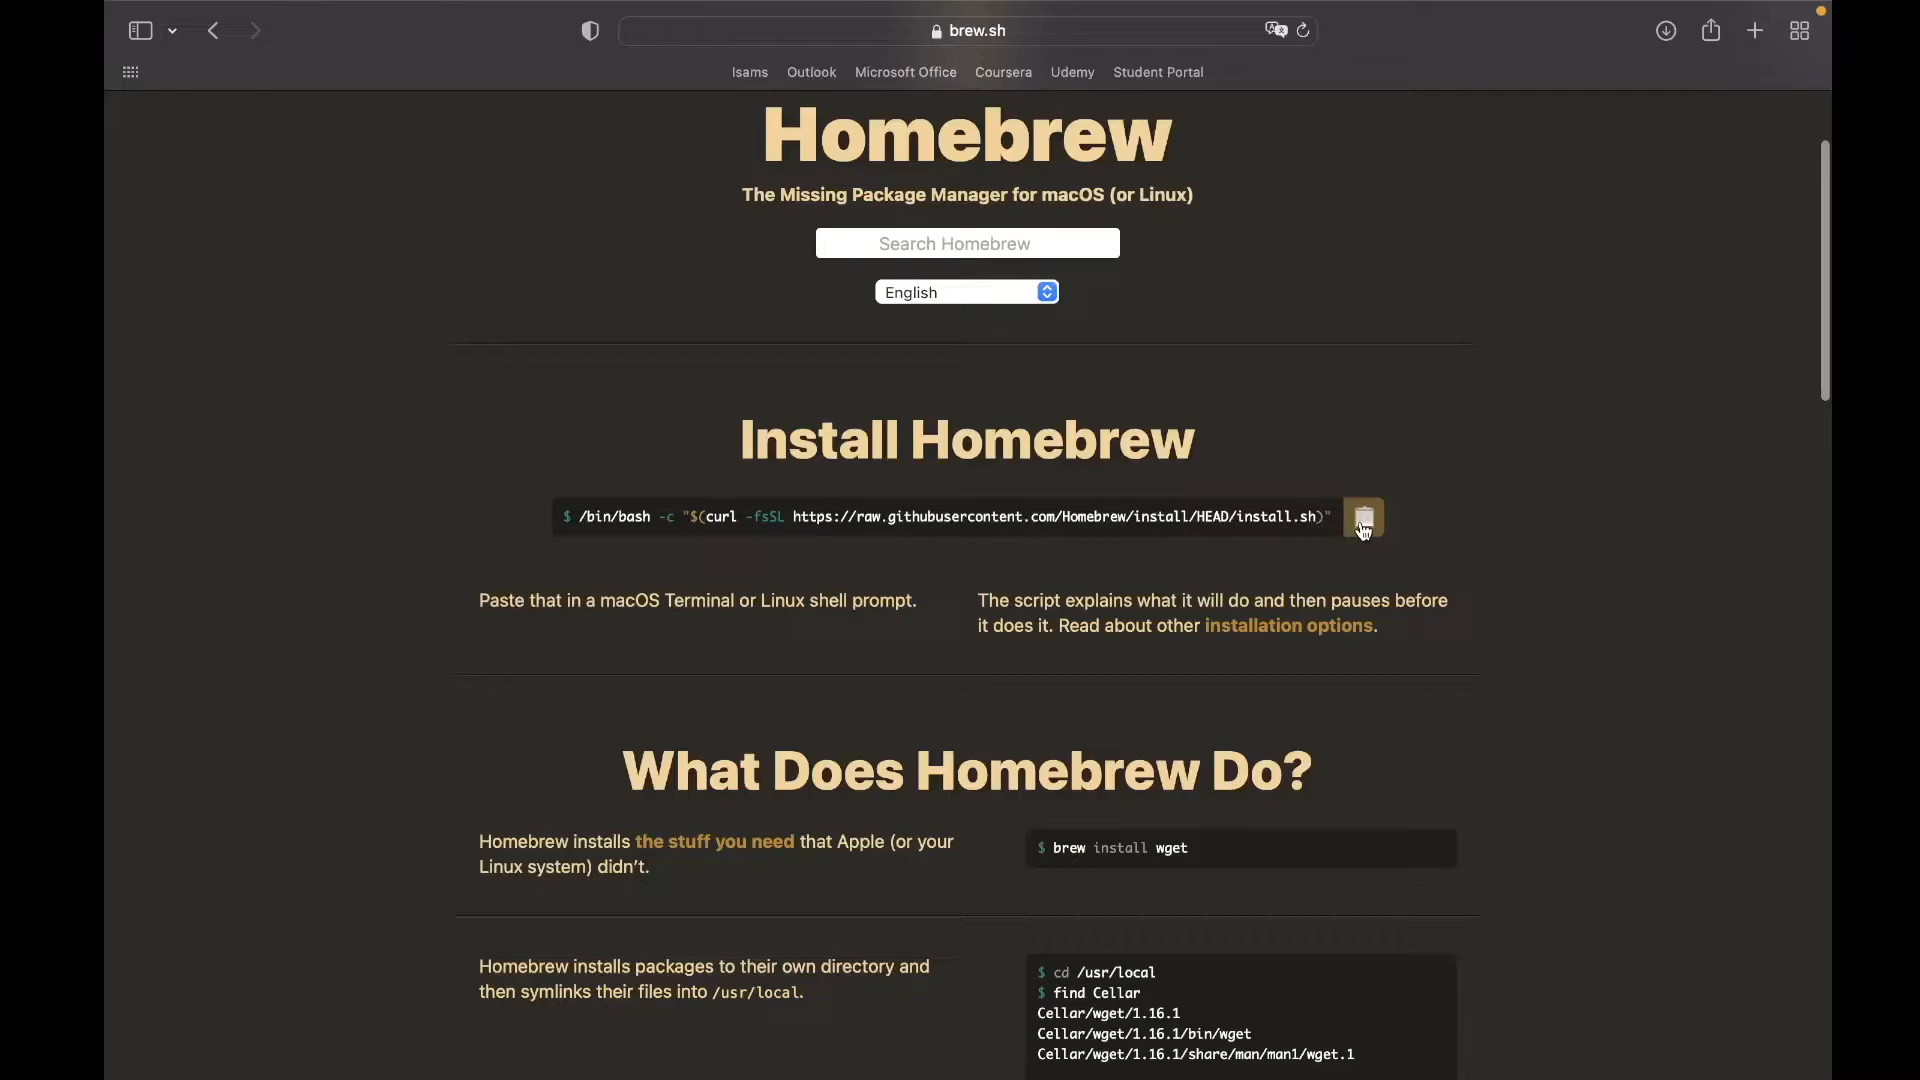 brew.sh
Isams Outlook Microsoft Office Coursera Udemy Student Portal
Homebrew
The Missing Package Manager for macOS (or Linux)
Search Homebrew
English
Install Homebrew
$ /bin/bash -c "$(curl -fsSL https://raw.githubusercontent.com/Homebrew/install/HEAD/install.sh)"
Paste that in a macOS Terminal or Linux shell prompt.
The script explains what it will do and then pauses before
it does it. Read about other installation options.
What Does Homebrew Do?
Homebrew installs the stuff you need that Apple (or your
Linux system) didn’t.
$ brew install wget
Homebrew installs packages to their own directory and
then symlinks their files into /usr/local.
$ cd /usr/local
$ find Cellar
Cellar/wget/1.16.1
Cellar/wget/1.16.1/bin/wget
Cellar/wget/1.16.1/share/man/man1/wget.1